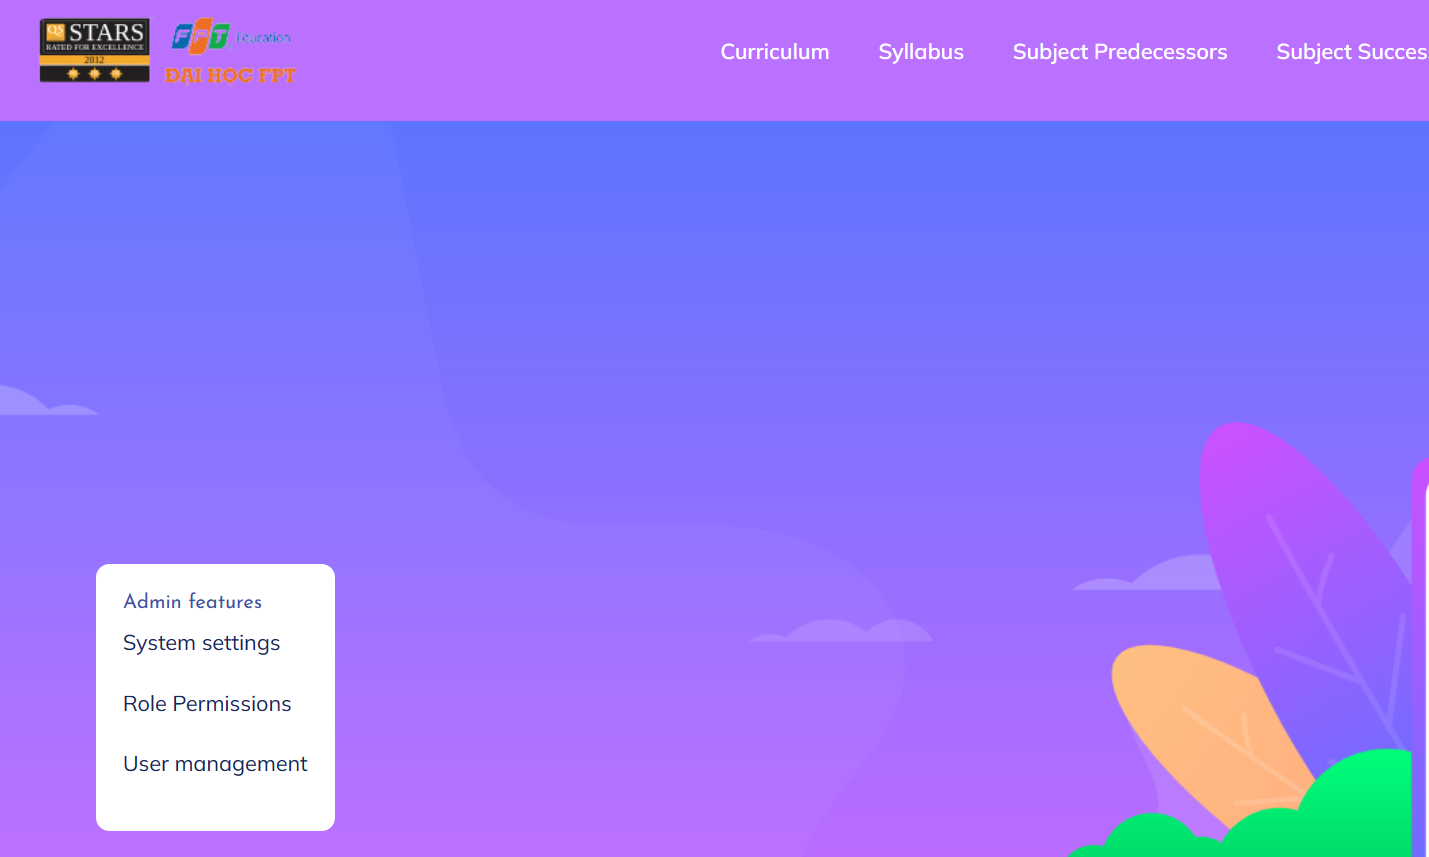 QS STARS
RATED FOR EXCELLENCE
2012
FPT Education
ĐẠI HỌC FPT
Curriculum
Syllabus
Subject Predecessors
Subject Succes
Admin features
System settings
Role Permissions
User management